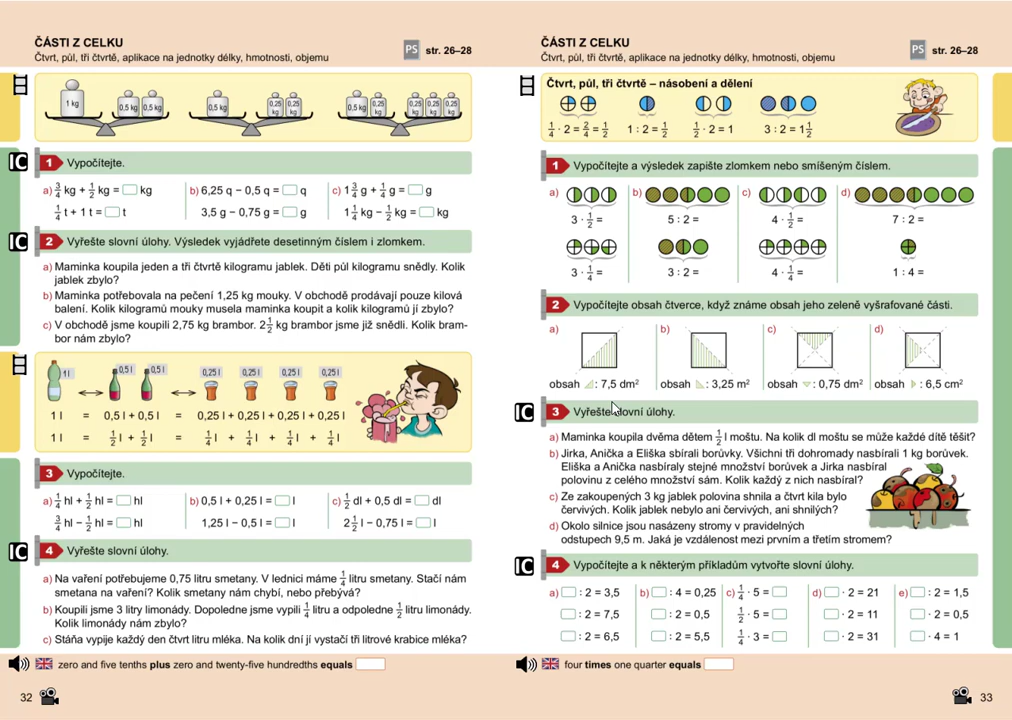 ČÁSTI Z CELKU
Čtvrt, půl, tři čtvrtě, aplikace na jednotky délky, hmotnosti, objemu
PS str. 26–28
1 kg 0,5 kg 0,5 kg 0,5 kg 0,25 kg 0,25 kg 0,5 kg 0,25 kg 0,25 kg 0,25 kg 0,25 kg
1 Vypočítejte.
a) 3/4 kg + 1/2 kg = □ kg b) 6,25 q − 0,5 q = □ q c) 1 3/4 g + 1/4 g = □ g
1/4 t + 1 t = □ t 3,5 g − 0,75 g = □ g 1 1/4 kg − 1/2 kg = □ kg
2 Vyřešte slovní úlohy. Výsledek vyjádřete desetinným číslem i zlomkem.
a) Maminka koupila jeden a tři čtvrtě kilogramu jablek. Děti půl kilogramu snědly. Kolik
jablek zbylo?
b) Maminka potřebovala na pečení 1,25 kg mouky. V obchodě prodávají pouze kilová
balení. Kolik kilogramů mouky musela maminka koupit a kolik kilogramů jí zbylo?
c) V obchodě jsme koupili 2,75 kg brambor. 2 1/2 kg brambor jsme již snědli. Kolik bram-
bor nám zbylo?
1 l 0,5 l 0,5 l 0,25 l 0,25 l 0,25 l 0,25 l
1 l = 0,5 l + 0,5 l = 0,25 l + 0,25 l + 0,25 l + 0,25 l
1 l = 1/2 l + 1/2 l = 1/4 l + 1/4 l + 1/4 l + 1/4 l
3 Vypočítejte.
a) 1/4 hl + 1/2 hl = □ hl b) 0,5 l + 0,25 l = □ l c) 1/2 dl + 0,5 dl = □ dl
3/4 hl − 1/2 hl = □ hl 1,25 l − 0,5 l = □ l 2 1/2 l − 0,75 l = □ l
4 Vyřešte slovní úlohy.
a) Na vaření potřebujeme 0,75 litru smetany. V lednici máme 1/4 litru smetany. Stačí nám
smetana na vaření? Kolik smetany nám chybí, nebo přebývá?
b) Koupili jsme 3 litry limonády. Dopoledne jsme vypili 1/4 litru a odpoledne 1/2 litru limonády.
Kolik limonády nám zbylo?
c) Stáňa vypije každý den čtvrt litru mléka. Na kolik dní jí vystačí tři litrové krabice mléka?
zero and five tenths plus zero and twenty-five hundredths equals □
32
ČÁSTI Z CELKU
Čtvrt, půl, tři čtvrtě, aplikace na jednotky délky, hmotnosti, objemu
PS str. 26–28
Čtvrt, půl, tři čtvrtě – násobení a dělení
1/4 · 2 = 2/4 = 1/2 1 : 2 = 1/2 1/2 · 2 = 1 3 : 2 = 1 1/2
1 Vypočítejte a výsledek zapište zlomkem nebo smíšeným číslem.
a) b) c) d)
3 · 1/2 = 5 : 2 = 4 · 1/2 = 7 : 2 =
3 · 1/4 = 3 : 2 = 4 · 1/4 = 1 : 4 =
2 Vypočítejte obsah čtverce, když známe obsah jeho zeleně vyšrafované části.
a) b) c) d)
obsah : 7,5 dm² obsah : 3,25 m² obsah : 0,75 dm² obsah : 6,5 cm²
3 Vyřešte slovní úlohy.
a) Maminka koupila dvěma dětem 1/2 l moštu. Na kolik dl moštu se může každé dítě těšit?
b) Jirka, Anička a Eliška sbírali borůvky. Všichni tři dohromady nasbírali 1 kg borůvek.
Eliška a Anička nasbíraly stejné množství borůvek a Jirka nasbíral
polovinu z celého množství sám. Kolik každý z nich nasbíral?
c) Ze zakoupených 3 kg jablek polovina shnila a čtvrt kila bylo
červivých. Kolik jablek nebylo ani červivých, ani shnilých?
d) Okolo silnice jsou nasázeny stromy v pravidelných
odstupech 9,5 m. Jaká je vzdálenost mezi prvním a třetím stromem?
4 Vypočítejte a k některým příkladům vytvořte slovní úlohy.
a) □ : 2 = 3,5 b) □ : 4 = 0,25 c) 1/4 · 5 = □ d) □ · 2 = 21 e) □ : 2 = 1,5
□ : 2 = 7,5 □ : 2 = 0,5 1/2 · 5 = □ □ · 2 = 11 □ · 2 = 0,5
□ : 2 = 6,5 □ : 2 = 5,5 1/4 · 3 = □ □ · 2 = 31 □ · 4 = 1
four times one quarter equals □
33